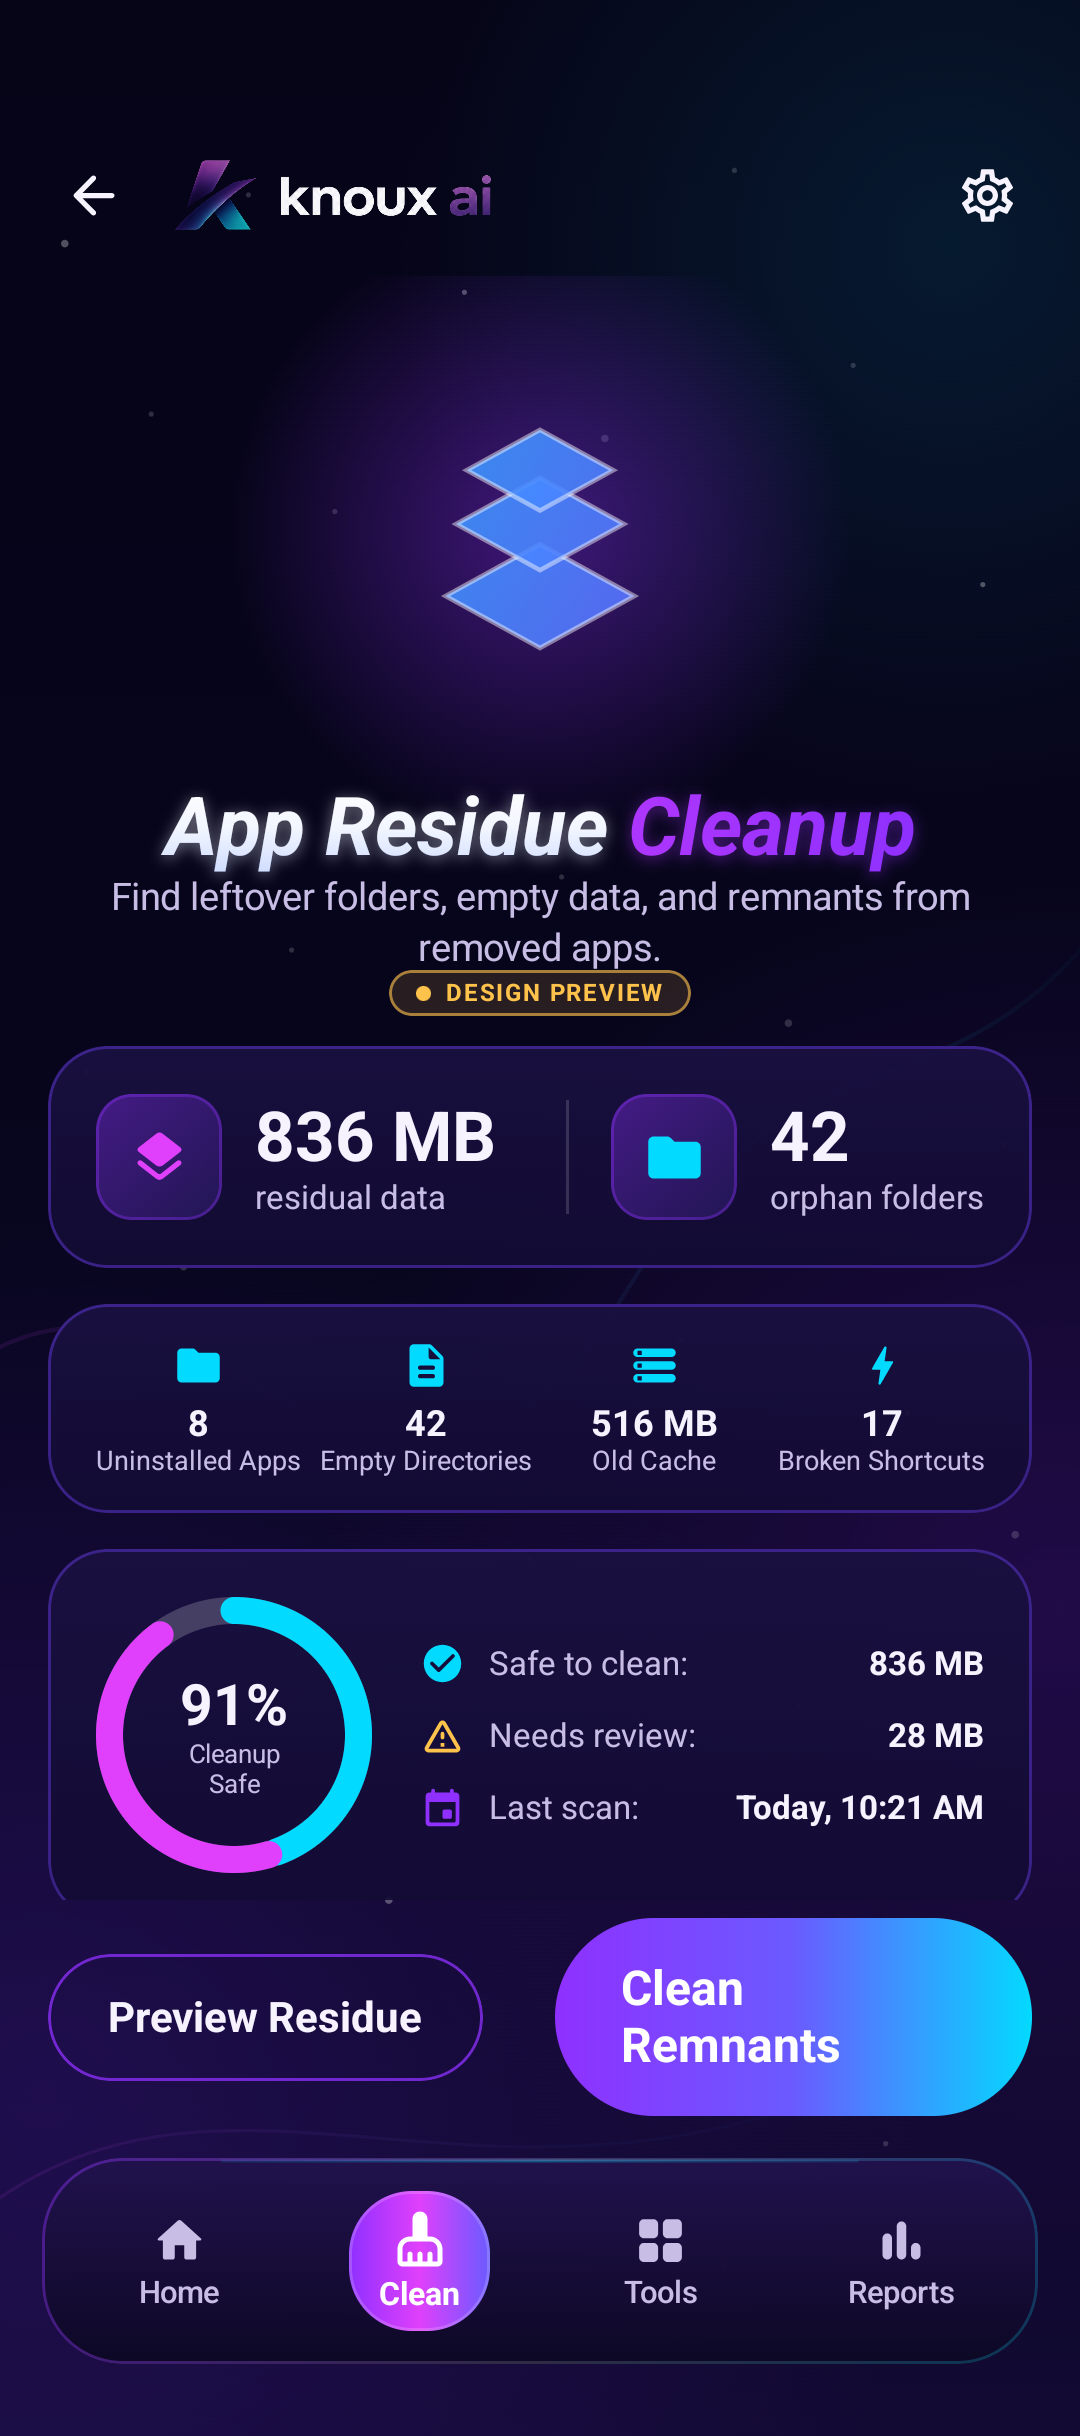 knoux ai
App Residue Cleanup
Find leftover folders, empty data, and remnants from
removed apps.
DESIGN PREVIEW
836 MB
residual data
42
orphan folders
8
Uninstalled Apps
42
Empty Directories
516 MB
Old Cache
17
Broken Shortcuts
91%
Cleanup
Safe
Safe to clean: 836 MB
Needs review: 28 MB
Last scan: Today, 10:21 AM
Preview Residue
Clean
Remnants
Home
Clean
Tools
Reports